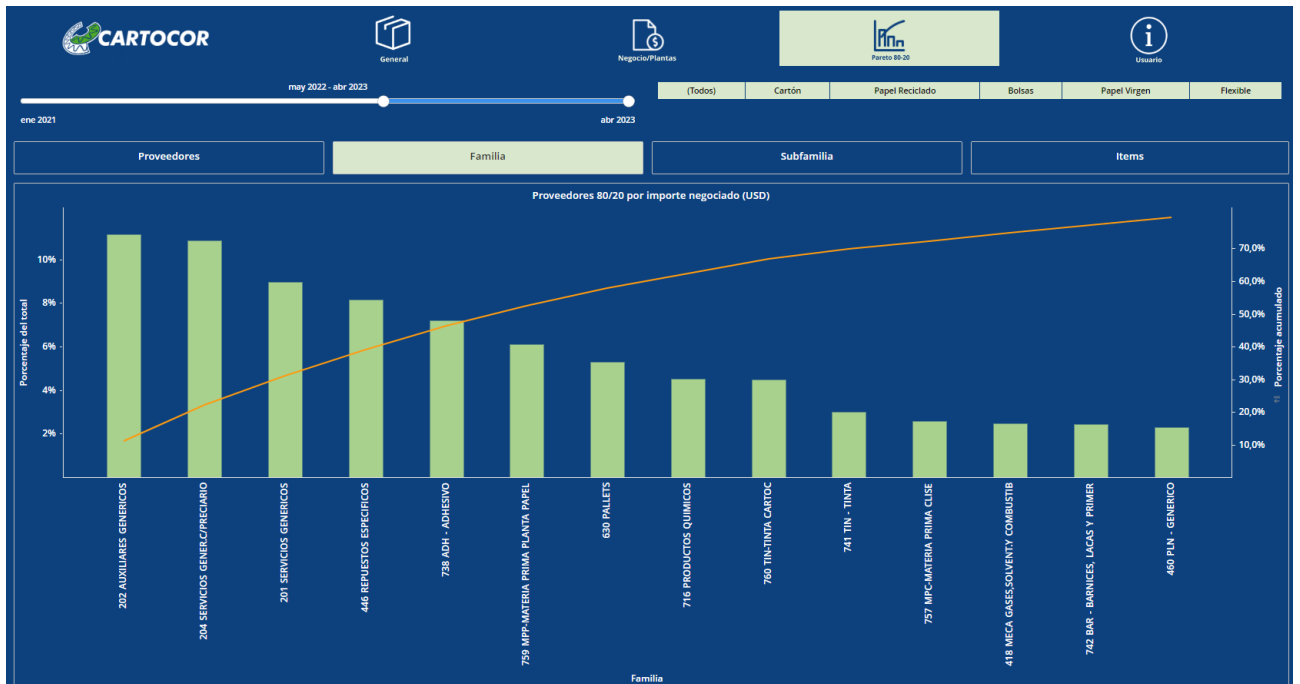 CARTOCOR
General
Negocio/Plantas
Pareto 80-20
Usuario
may 2022 - abr 2023
ene 2021
abr 2023
(Todos)
Cartón
Papel Reciclado
Bolsas
Papel Virgen
Flexible
Proveedores
Familia
Subfamilia
Items
Proveedores 80/20 por importe negociado (USD)
Porcentaje del total
10%
8%
6%
4%
2%
70,0%
60,0%
50,0%
40,0%
30,0%
20,0%
10,0%
Porcentaje acumulado
202 AUXILIARES GENERICOS
204 SERVICIOS GENER.C/PRECIARIO
201 SERVICIOS GENERICOS
446 REPUESTOS ESPECIFICOS
738 ADH - ADHESIVO
759 MPP-MATERIA PRIMA PLANTA PAPEL
630 PALLETS
716 PRODUCTOS QUIMICOS
760 TIN-TINTA CARTOC
741 TIN - TINTA
757 MPC-MATERIA PRIMA CLISE
418 MECA GASES,SOLVENT.Y COMBUSTIB
742 BAR - BARNICES, LACAS Y PRIMER
460 PLN - GENERICO
Familia